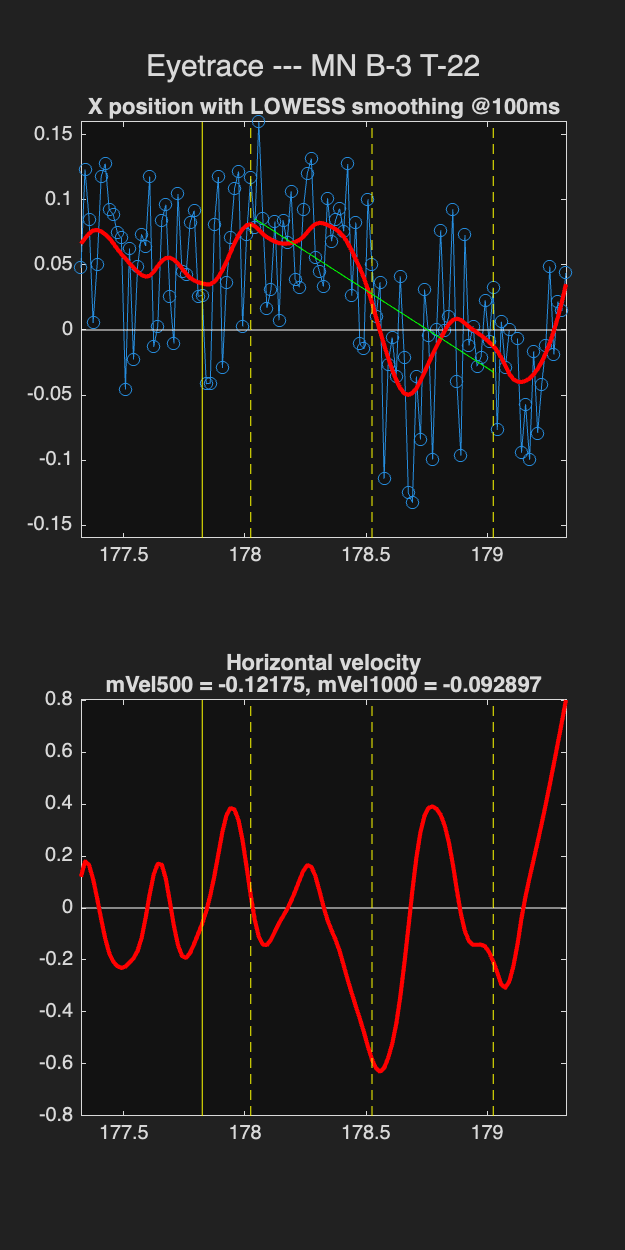 Eyetrace --- MN B-3 T-22
X position with LOWESS smoothing @100ms
0.15
0.1
0.05
0
-0.05
-0.1
-0.15
177.5 178 178.5 179
Horizontal velocity
mVel500 = -0.12175, mVel1000 = -0.092897
0.8
0.6
0.4
0.2
0
-0.2
-0.4
-0.6
-0.8
177.5 178 178.5 179